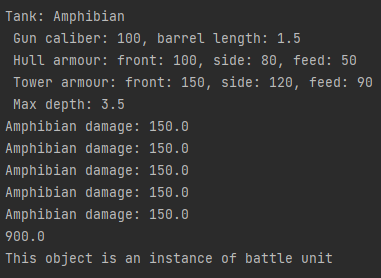 Tank: Amphibian
Gun caliber: 100, barrel length: 1.5
Hull armour: front: 100, side: 80, feed: 50
Tower armour: front: 150, side: 120, feed: 90
Max depth: 3.5
Amphibian damage: 150.0
Amphibian damage: 150.0
Amphibian damage: 150.0
Amphibian damage: 150.0
Amphibian damage: 150.0
900.0
This object is an instance of battle unit